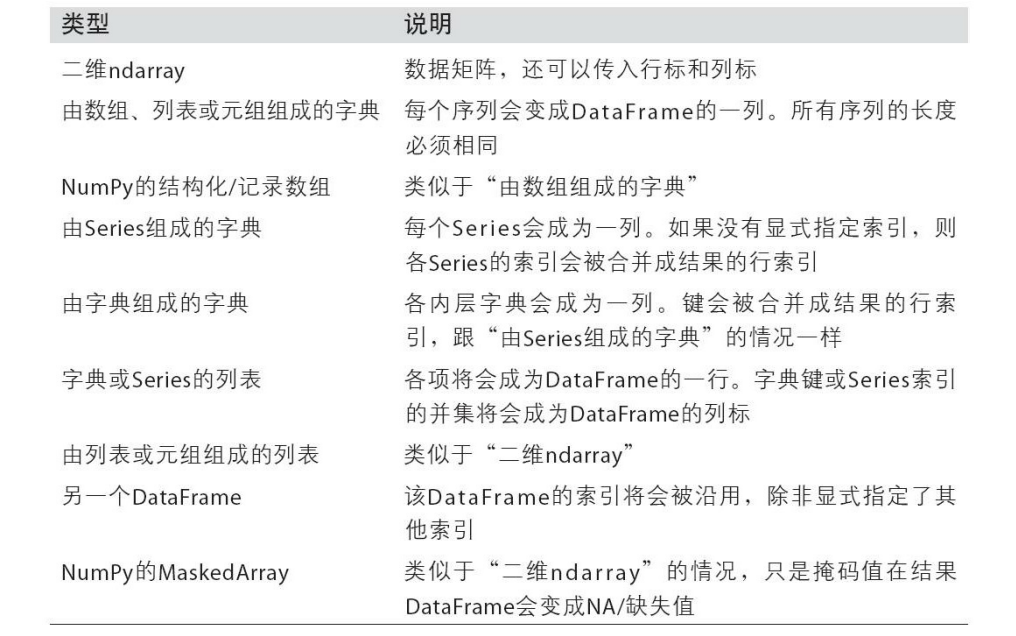 类型 说明
二维ndarray 数据矩阵，还可以传入行标和列标
由数组、列表或元组组成的字典 每个序列会变成DataFrame的一列。所有序列的长度
必须相同
NumPy的结构化/记录数组 类似于“由数组组成的字典”
由Series组成的字典 每个Series会成为一列。如果没有显式指定索引，则
各Series的索引会被合并成结果的行索引
由字典组成的字典 各内层字典会成为一列。键会被合并成结果的行索
引，跟“由Series组成的字典”的情况一样
字典或Series的列表 各项将会成为DataFrame的一行。字典键或Series索引
的并集将会成为DataFrame的列标
由列表或元组组成的列表 类似于“二维ndarray”
另一个DataFrame 该DataFrame的索引将会被沿用，除非显式指定了其
他索引
NumPy的MaskedArray 类似于“二维ndarray”的情况，只是掩码值在结果
DataFrame会变成NA/缺失值